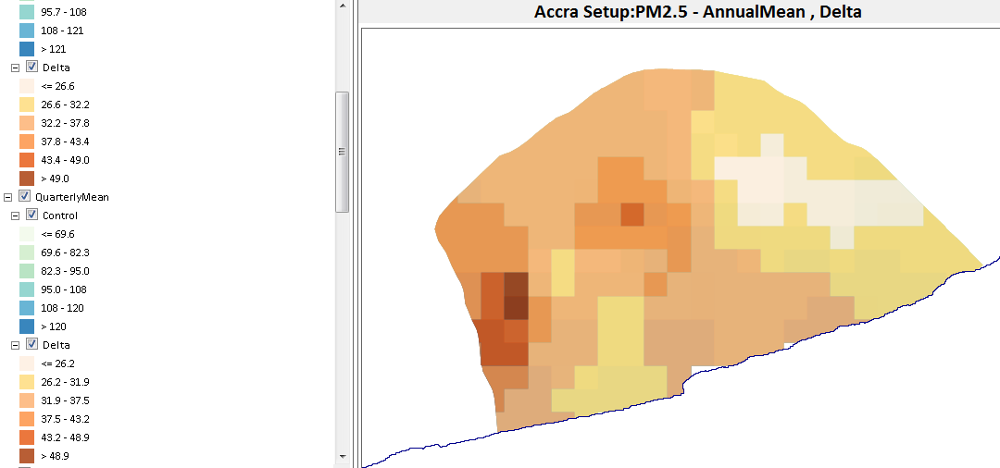 95.7 - 108
108 - 121
> 121
Delta
<= 26.6
26.6 - 32.2
32.2 - 37.8
37.8 - 43.4
43.4 - 49.0
> 49.0
QuarterlyMean
Control
<= 69.6
69.6 - 82.3
82.3 - 95.0
95.0 - 108
108 - 120
> 120
Delta
<= 26.2
26.2 - 31.9
31.9 - 37.5
37.5 - 43.2
43.2 - 48.9
> 48.9
Accra Setup:PM2.5 - AnnualMean , Delta